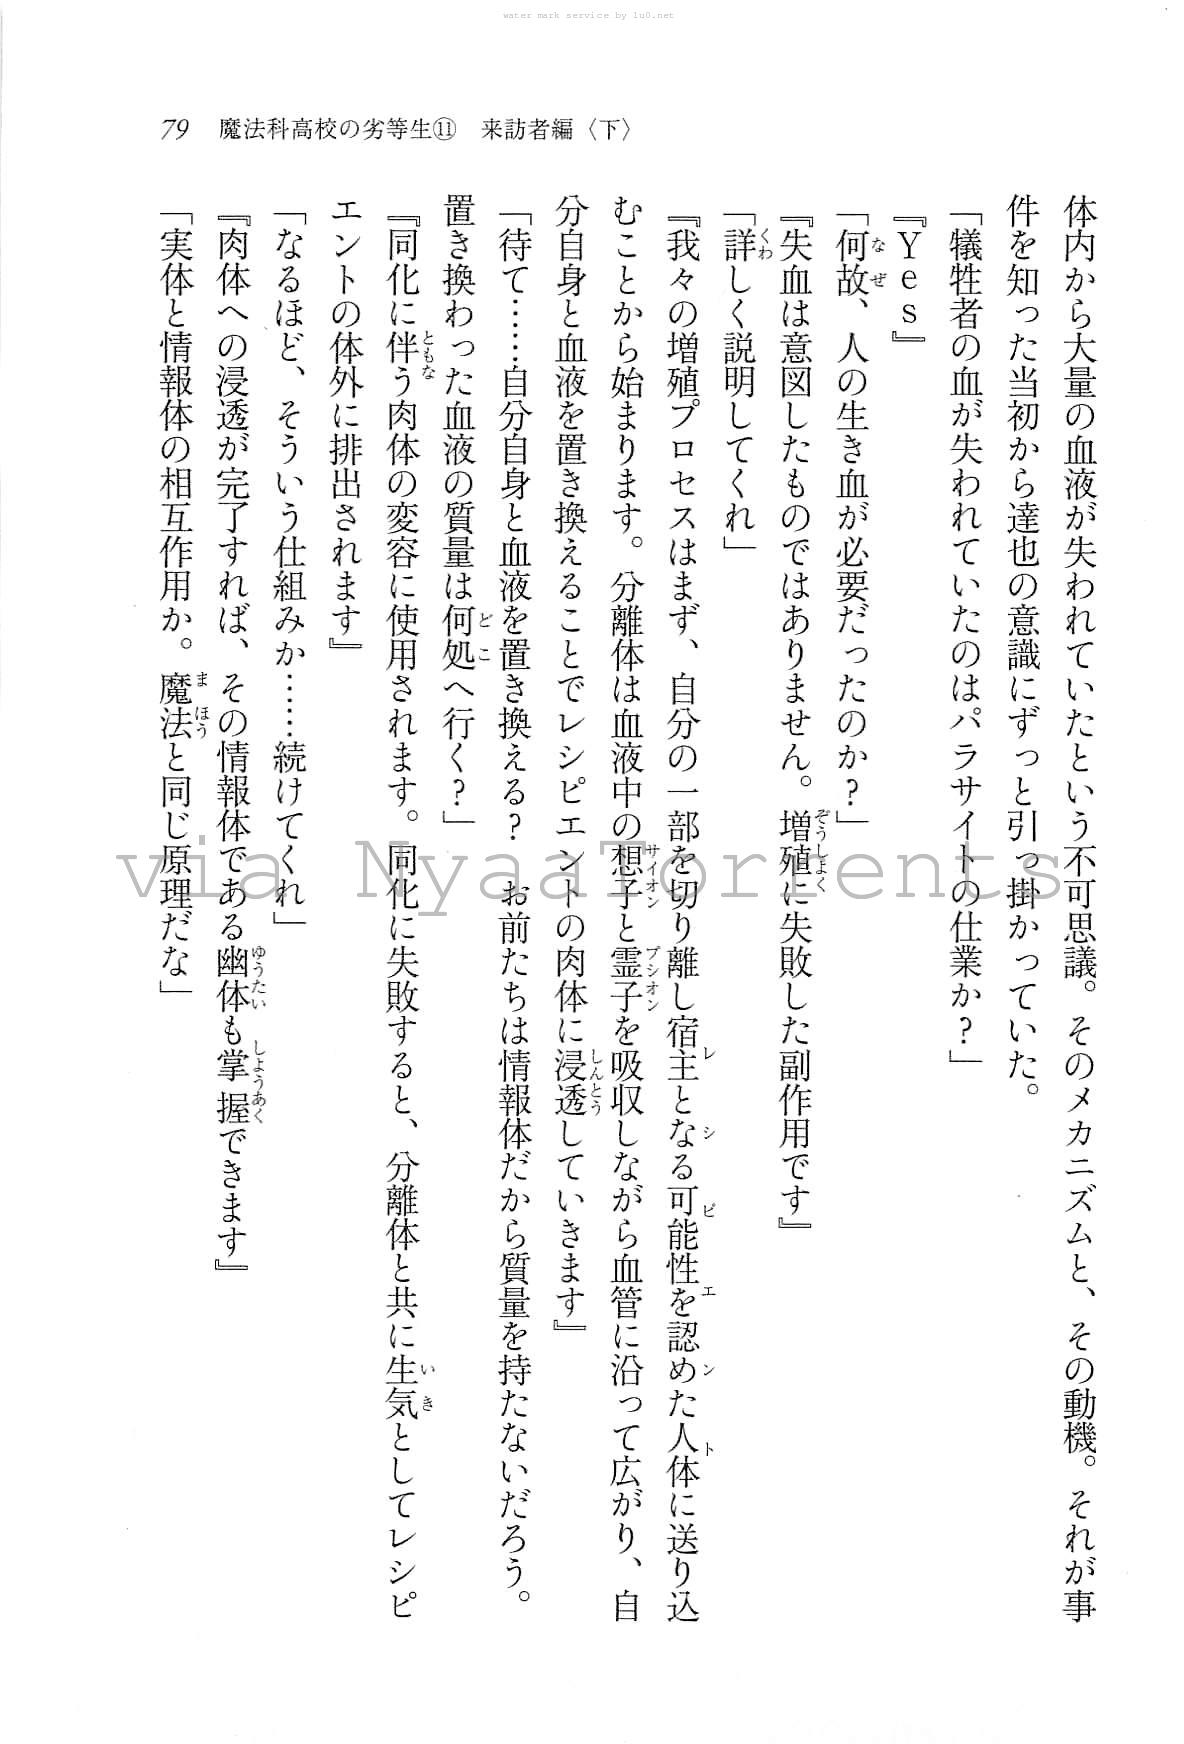 water mark service by lu0.net
79 魔法科高校の劣等生⑪ 来訪者編〈下〉
体内から大量の血液が失われていたという不可思議。そのメカニズムと、その動機。それが事
件を知った当初から達也の意識にずっと引っ掛かっていた。
「犠牲者の血が失われていたのはパラサイトの仕業か？」
『Yes』
「何故、人の生き血が必要だったのか？」
『失血は意図したものではありません。増殖に失敗した副作用です』
「詳しく説明してくれ」
『我々の増殖プロセスはまず、自分の一部を切り離し宿主となる可能性を認めた人体に送り込
むことから始まります。分離体は血液中の想子と霊子を吸収しながら血管に沿って広がり、自
分自身と血液を置き換えることでレシピエントの肉体に浸透していきます』
「待て……自分自身と血液を置き換える？　お前たちは情報体だから質量を持たないだろう。
置き換わった血液の質量は何処へ行く？」
『同化に伴う肉体の変容に使用されます。同化に失敗すると、分離体と共に生気としてレシピ
エントの体外に排出されます』
「なるほど、そういう仕組みか……続けてくれ」
『肉体への浸透が完了すれば、その情報体である幽体も掌握できます』
「実体と情報体の相互作用か。魔法と同じ原理だな」
via NyaaTorrents